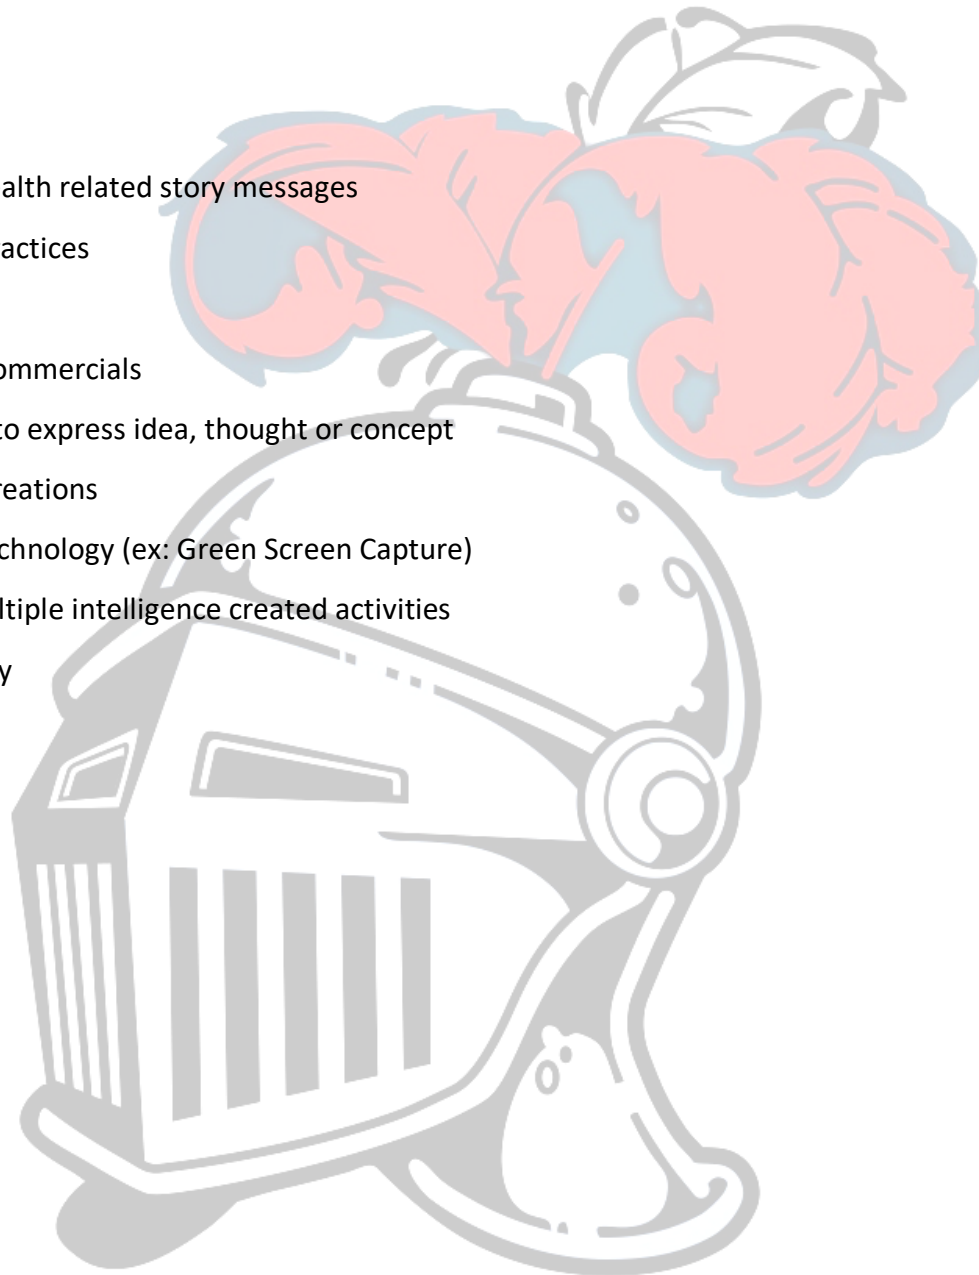 alth related story messages
actices
ommercials
to express idea, thought or concept
reations
chnology (ex: Green Screen Capture)
ltiple intelligence created activities
y